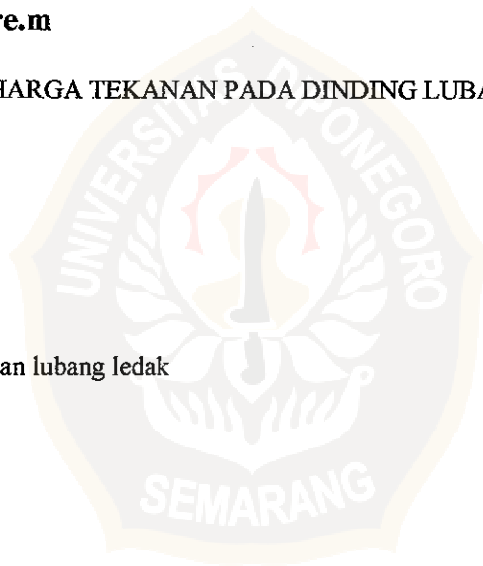 re.m
HARGA TEKANAN PADA DINDING LUBA
UNIVERSITAS DIPONEGORO
an lubang ledak
SEMARANG